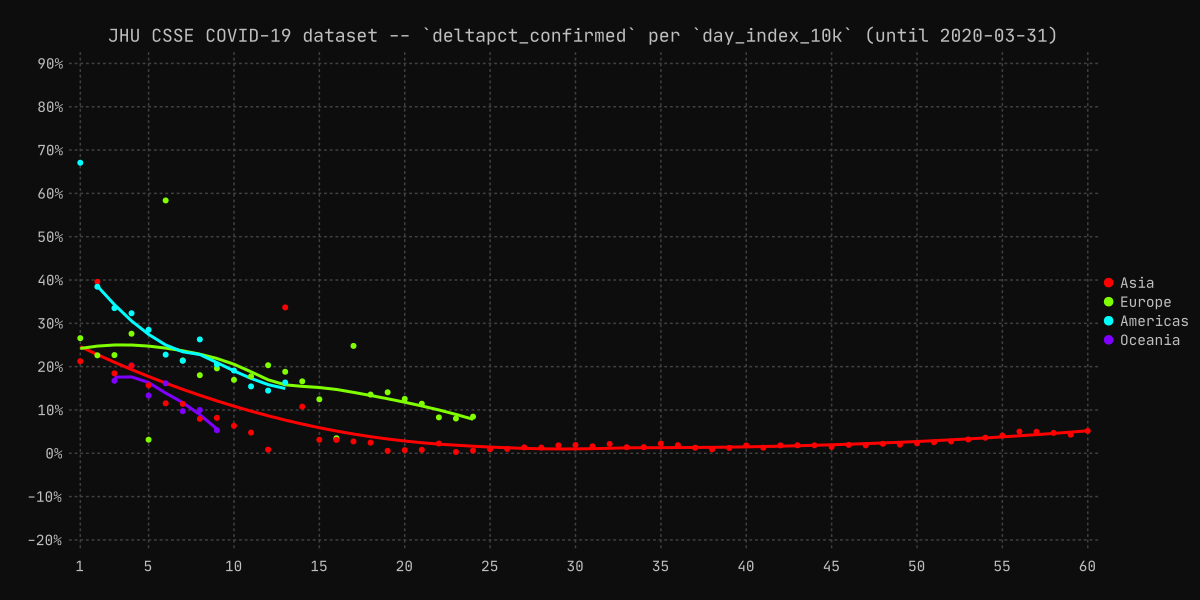 JHU CSSE COVID-19 dataset -- `deltapct_confirmed` per `day_index_10k` (until 2020-03-31)
90%
80%
70%
60%
50%
40%
30%
20%
10%
0%
-10%
-20%
1 5 10 15 20 25 30 35 40 45 50 55 60
Asia
Europe
Americas
Oceania